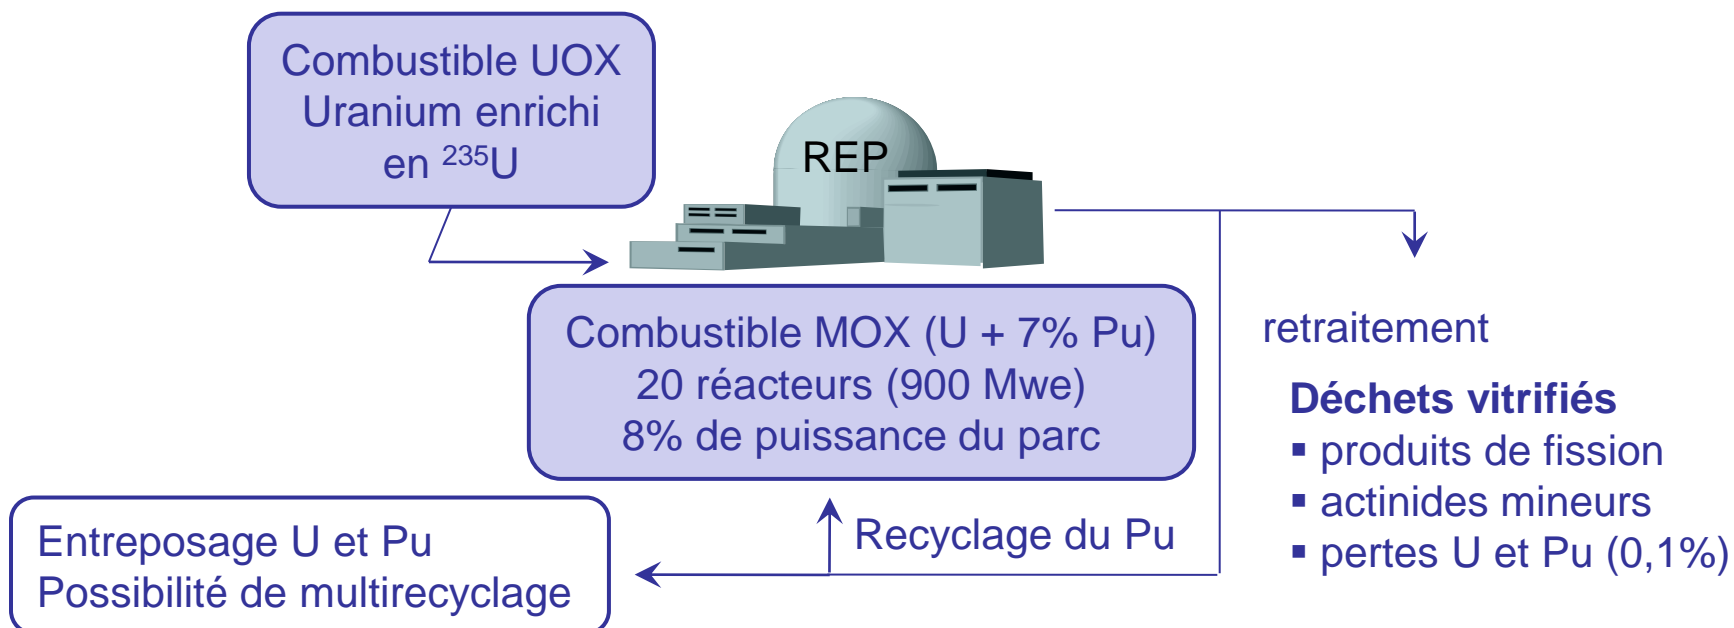 Combustible UOX
Uranium enrichi
en ²³⁵U
REP
Combustible MOX (U + 7% Pu)
20 réacteurs (900 Mwe)
8% de puissance du parc
retraitement
Déchets vitrifiés
▪ produits de fission
▪ actinides mineurs
▪ pertes U et Pu (0,1%)
Recyclage du Pu
Entreposage U et Pu
Possibilité de multirecyclage